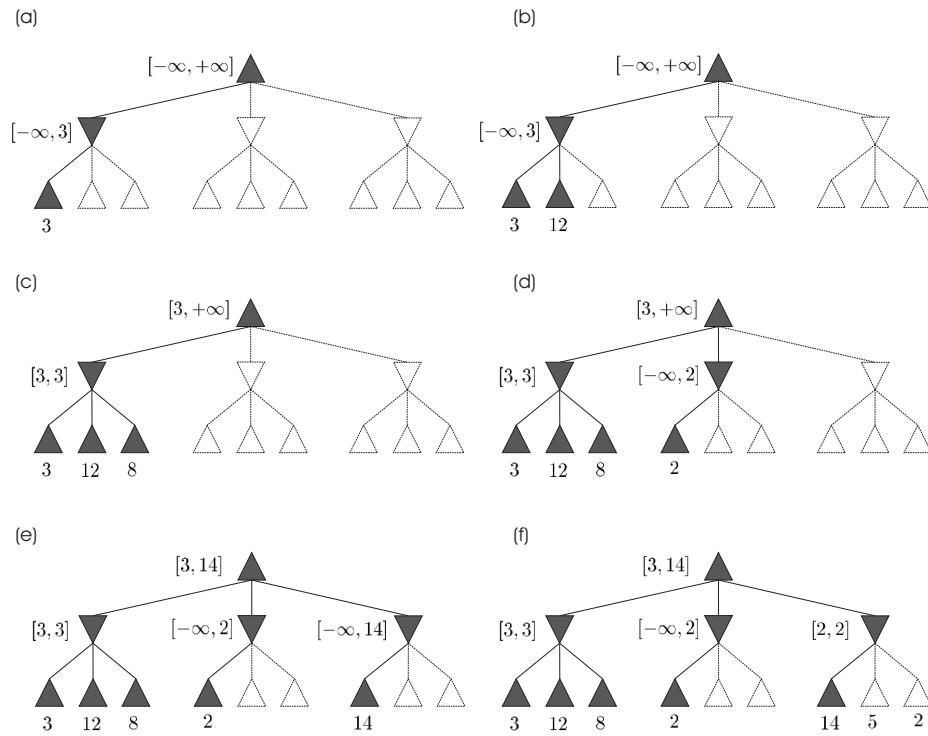 (a) (b)
[−∞, +∞] [−∞, +∞]
[−∞, 3] [−∞, 3]
3 3 12
(c) (d)
[3, +∞] [3, +∞]
[3, 3] [3, 3] [−∞, 2]
3 12 8 3 12 8 2
(e) (f)
[3, 14] [3, 14]
[3, 3] [−∞, 2] [−∞, 14] [3, 3] [−∞, 2] [2, 2]
3 12 8 2 14 3 12 8 2 14 5 2